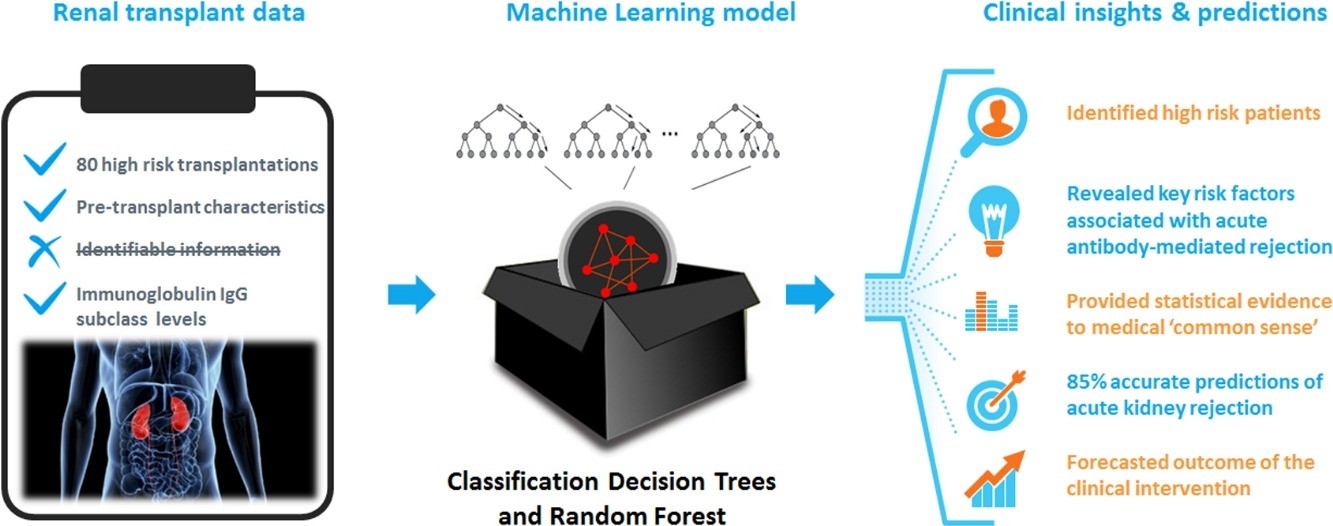 Renal transplant data
80 high risk transplantations
Pre-transplant characteristics
Identifiable information
Immunoglobulin IgG
subclass levels
Machine Learning model
...
Classification Decision Trees
and Random Forest
Clinical insights & predictions
Identified high risk patients
Revealed key risk factors
associated with acute
antibody-mediated rejection
Provided statistical evidence
to medical ‘common sense’
85% accurate predictions of
acute kidney rejection
Forecasted outcome of the
clinical intervention